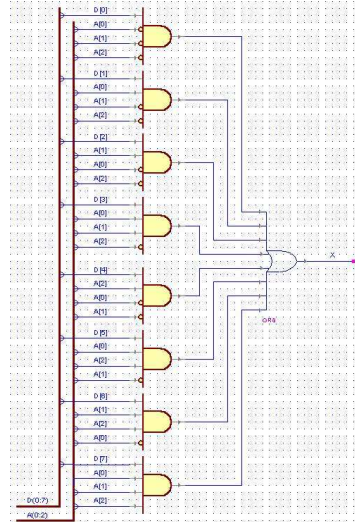 D [0]
A[0]
A[1]
A[2]
D [1]
A[0]
A[1]
A[2]
D [2]
A[1]
A[0]
A[2]
D [3]
A[0]
A[1]
A[2]
D [4]
A[2]
A[0]
A[1]
D [5]
A[0]
A[2]
A[1]
D [6]
A[1]
A[2]
A[0]
D [7]
A[0]
A[1]
A[2]
X
OR8
D(0:7)
A(0:2)